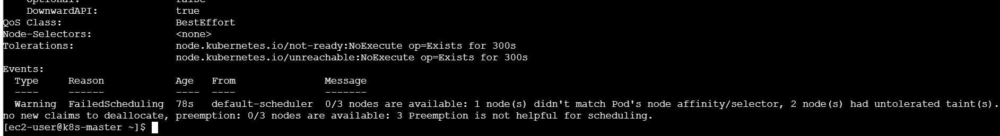 Optional: false
DownwardAPI: true
QoS Class: BestEffort
Node-Selectors: <none>
Tolerations: node.kubernetes.io/not-ready:NoExecute op=Exists for 300s
node.kubernetes.io/unreachable:NoExecute op=Exists for 300s
Events:
Type Reason Age From Message
---- ------ ---- ---- -------
Warning FailedScheduling 78s default-scheduler 0/3 nodes are available: 1 node(s) didn't match Pod's node affinity/selector, 2 node(s) had untolerated taint(s).
no new claims to deallocate, preemption: 0/3 nodes are available: 3 Preemption is not helpful for scheduling.
[ec2-user@k8s-master ~]$